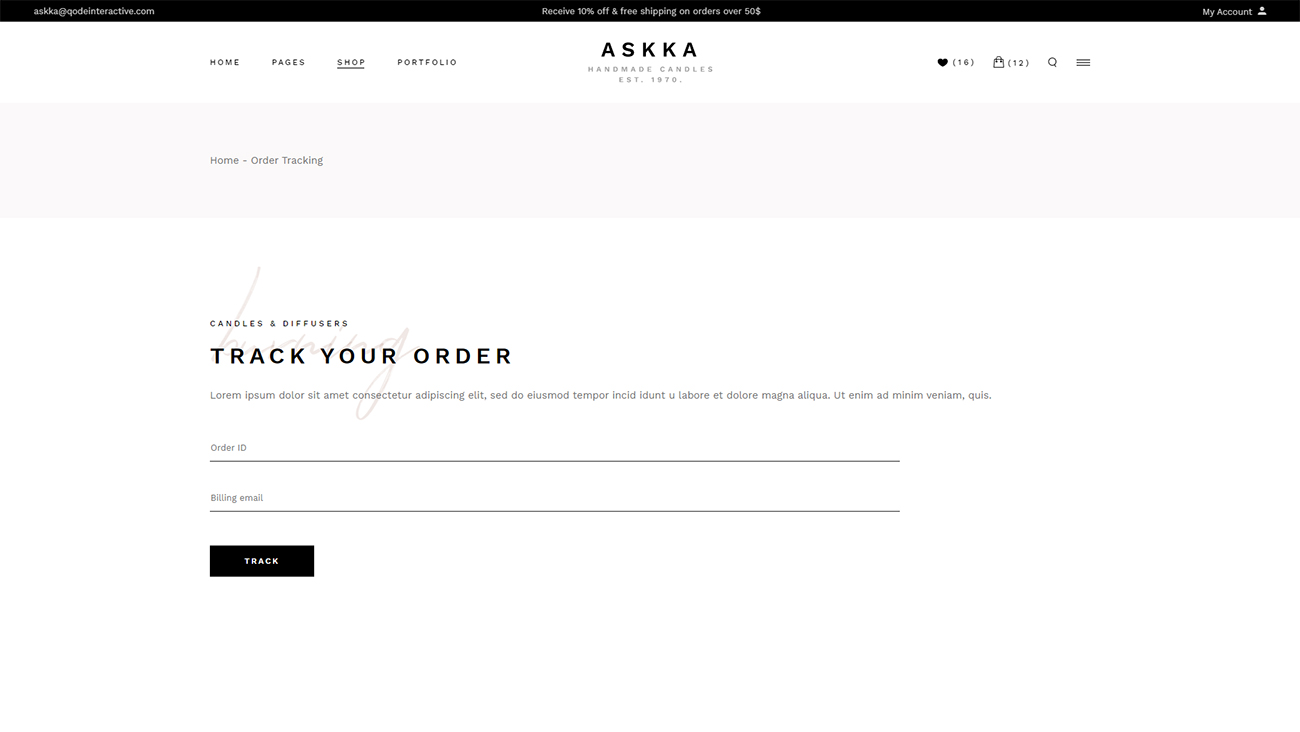 askka@qodeinteractive.com
Receive 10% off & free shipping on orders over 50$
My Account
HOME PAGES SHOP PORTFOLIO
ASKKA
HANDMADE CANDLES
EST. 1970.
(16) (12)
Home - Order Tracking
burning
CANDLES & DIFFUSERS
TRACK YOUR ORDER
Lorem ipsum dolor sit amet consectetur adipiscing elit, sed do eiusmod tempor incid idunt u labore et dolore magna aliqua. Ut enim ad minim veniam, quis.
Order ID
Billing email
TRACK